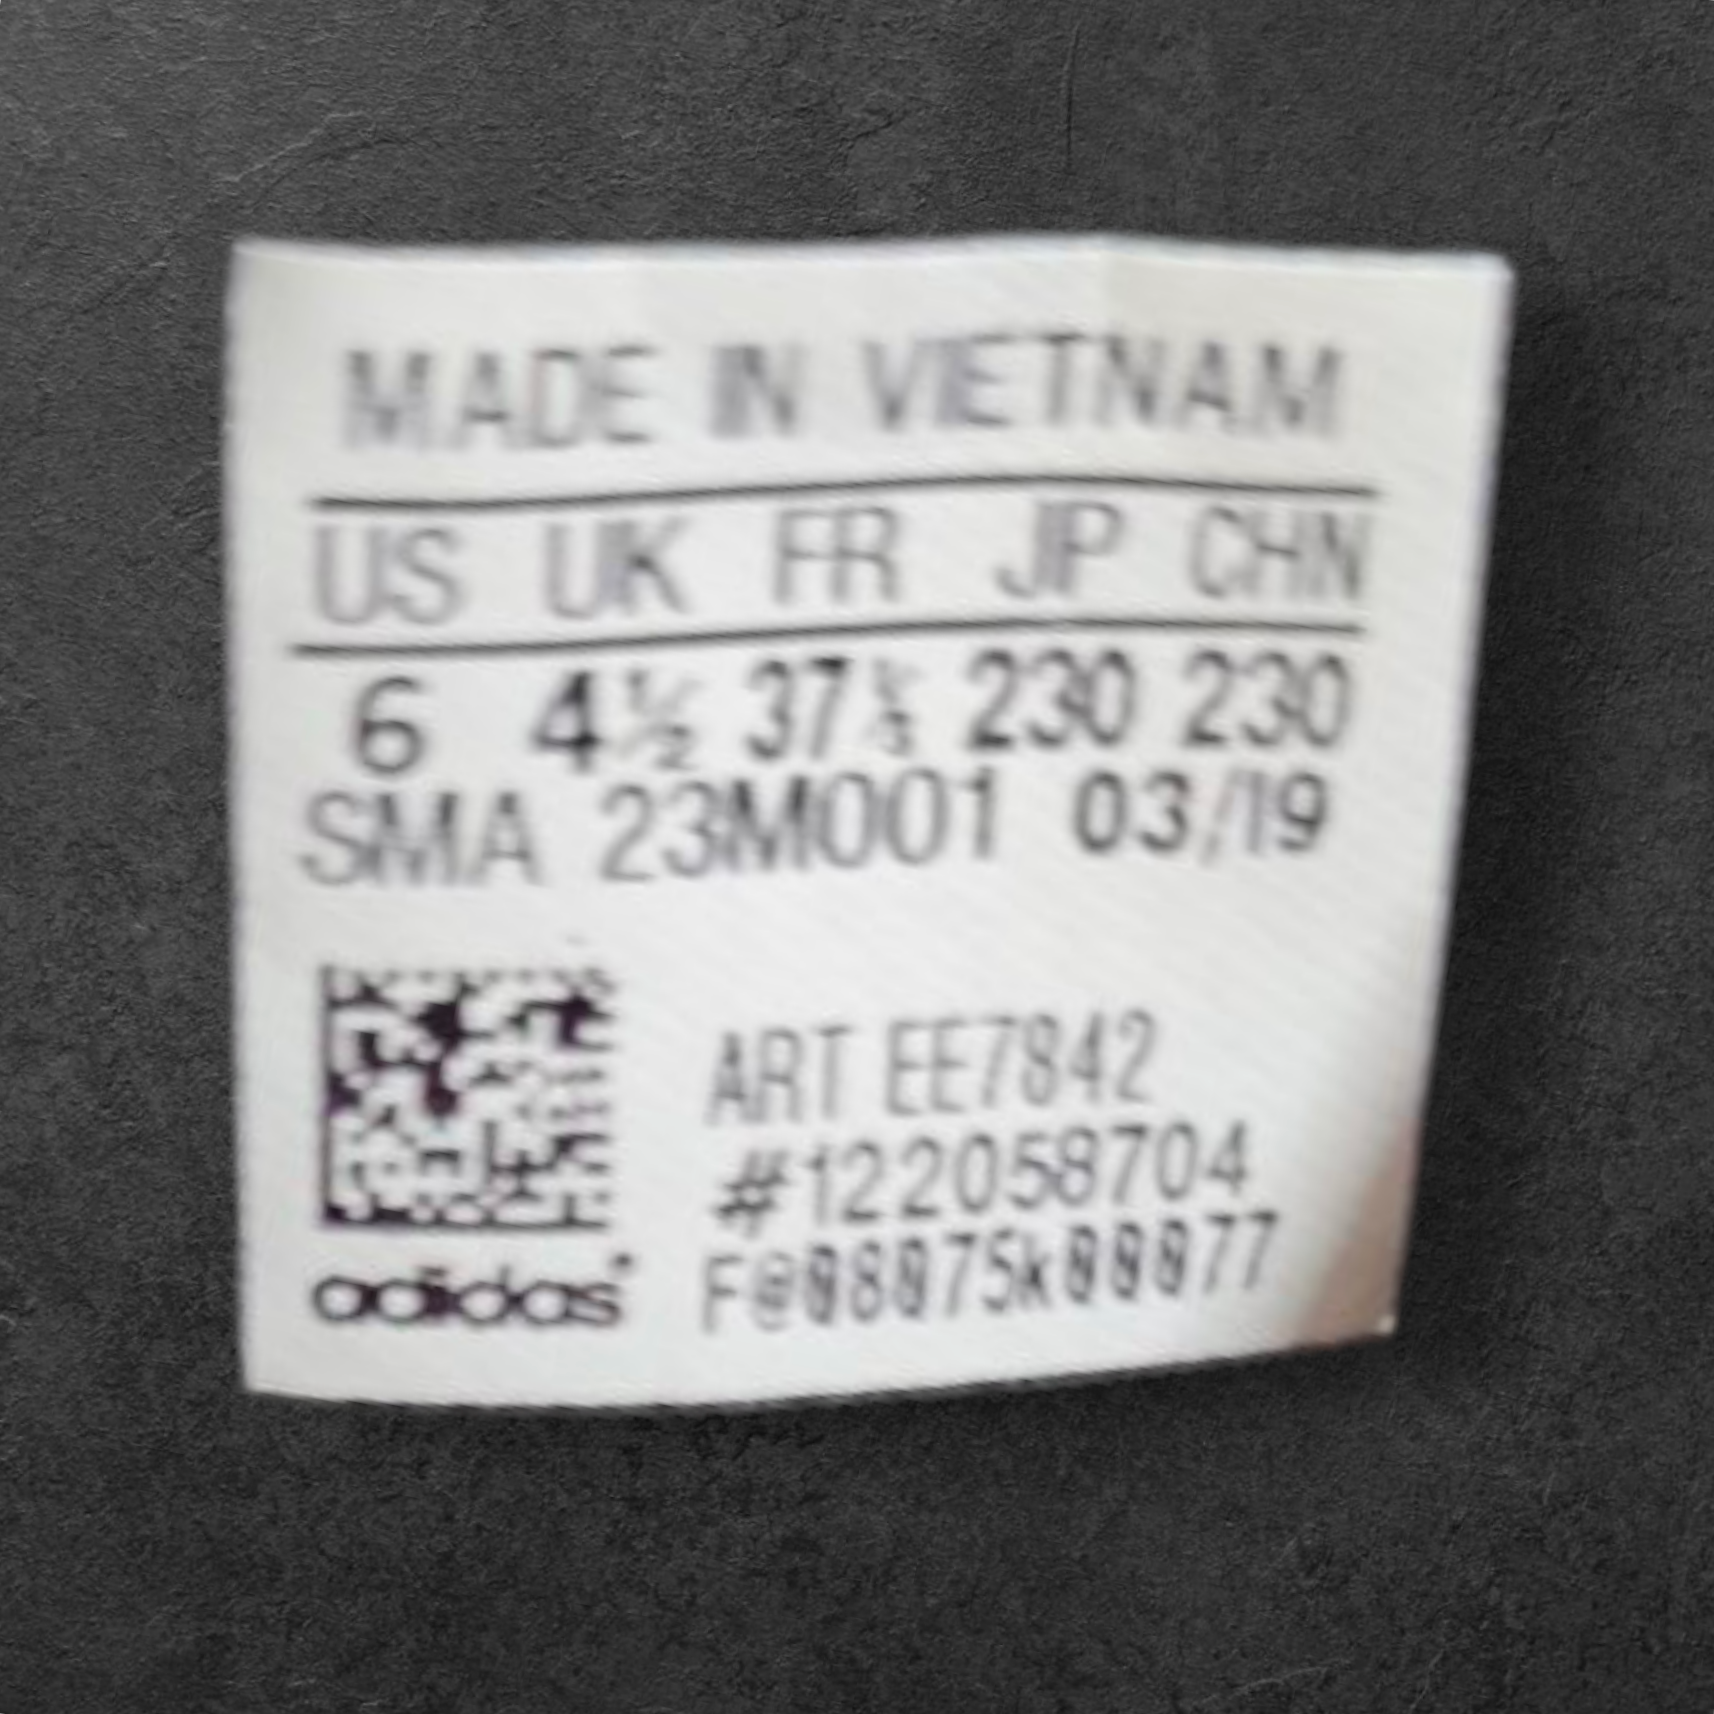 MADE IN VIETNAM
US UK FR JP CHN
6 4½ 37⅓ 230 230
SMA 23M001 03/19
ART EE7842
#122058704
F@08075k00077
adidas